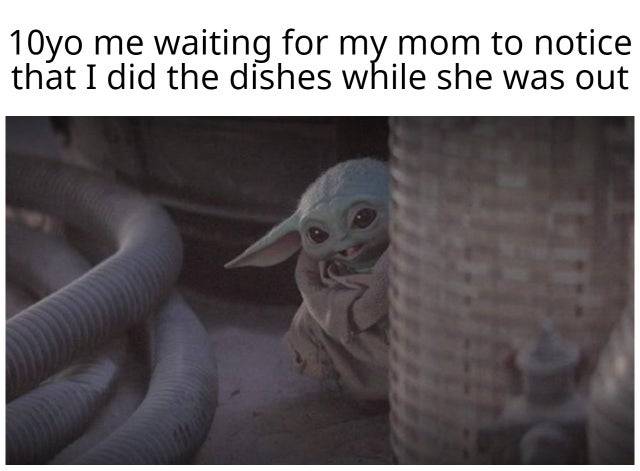 10yo me waiting for my mom to notice
that I did the dishes while she was out